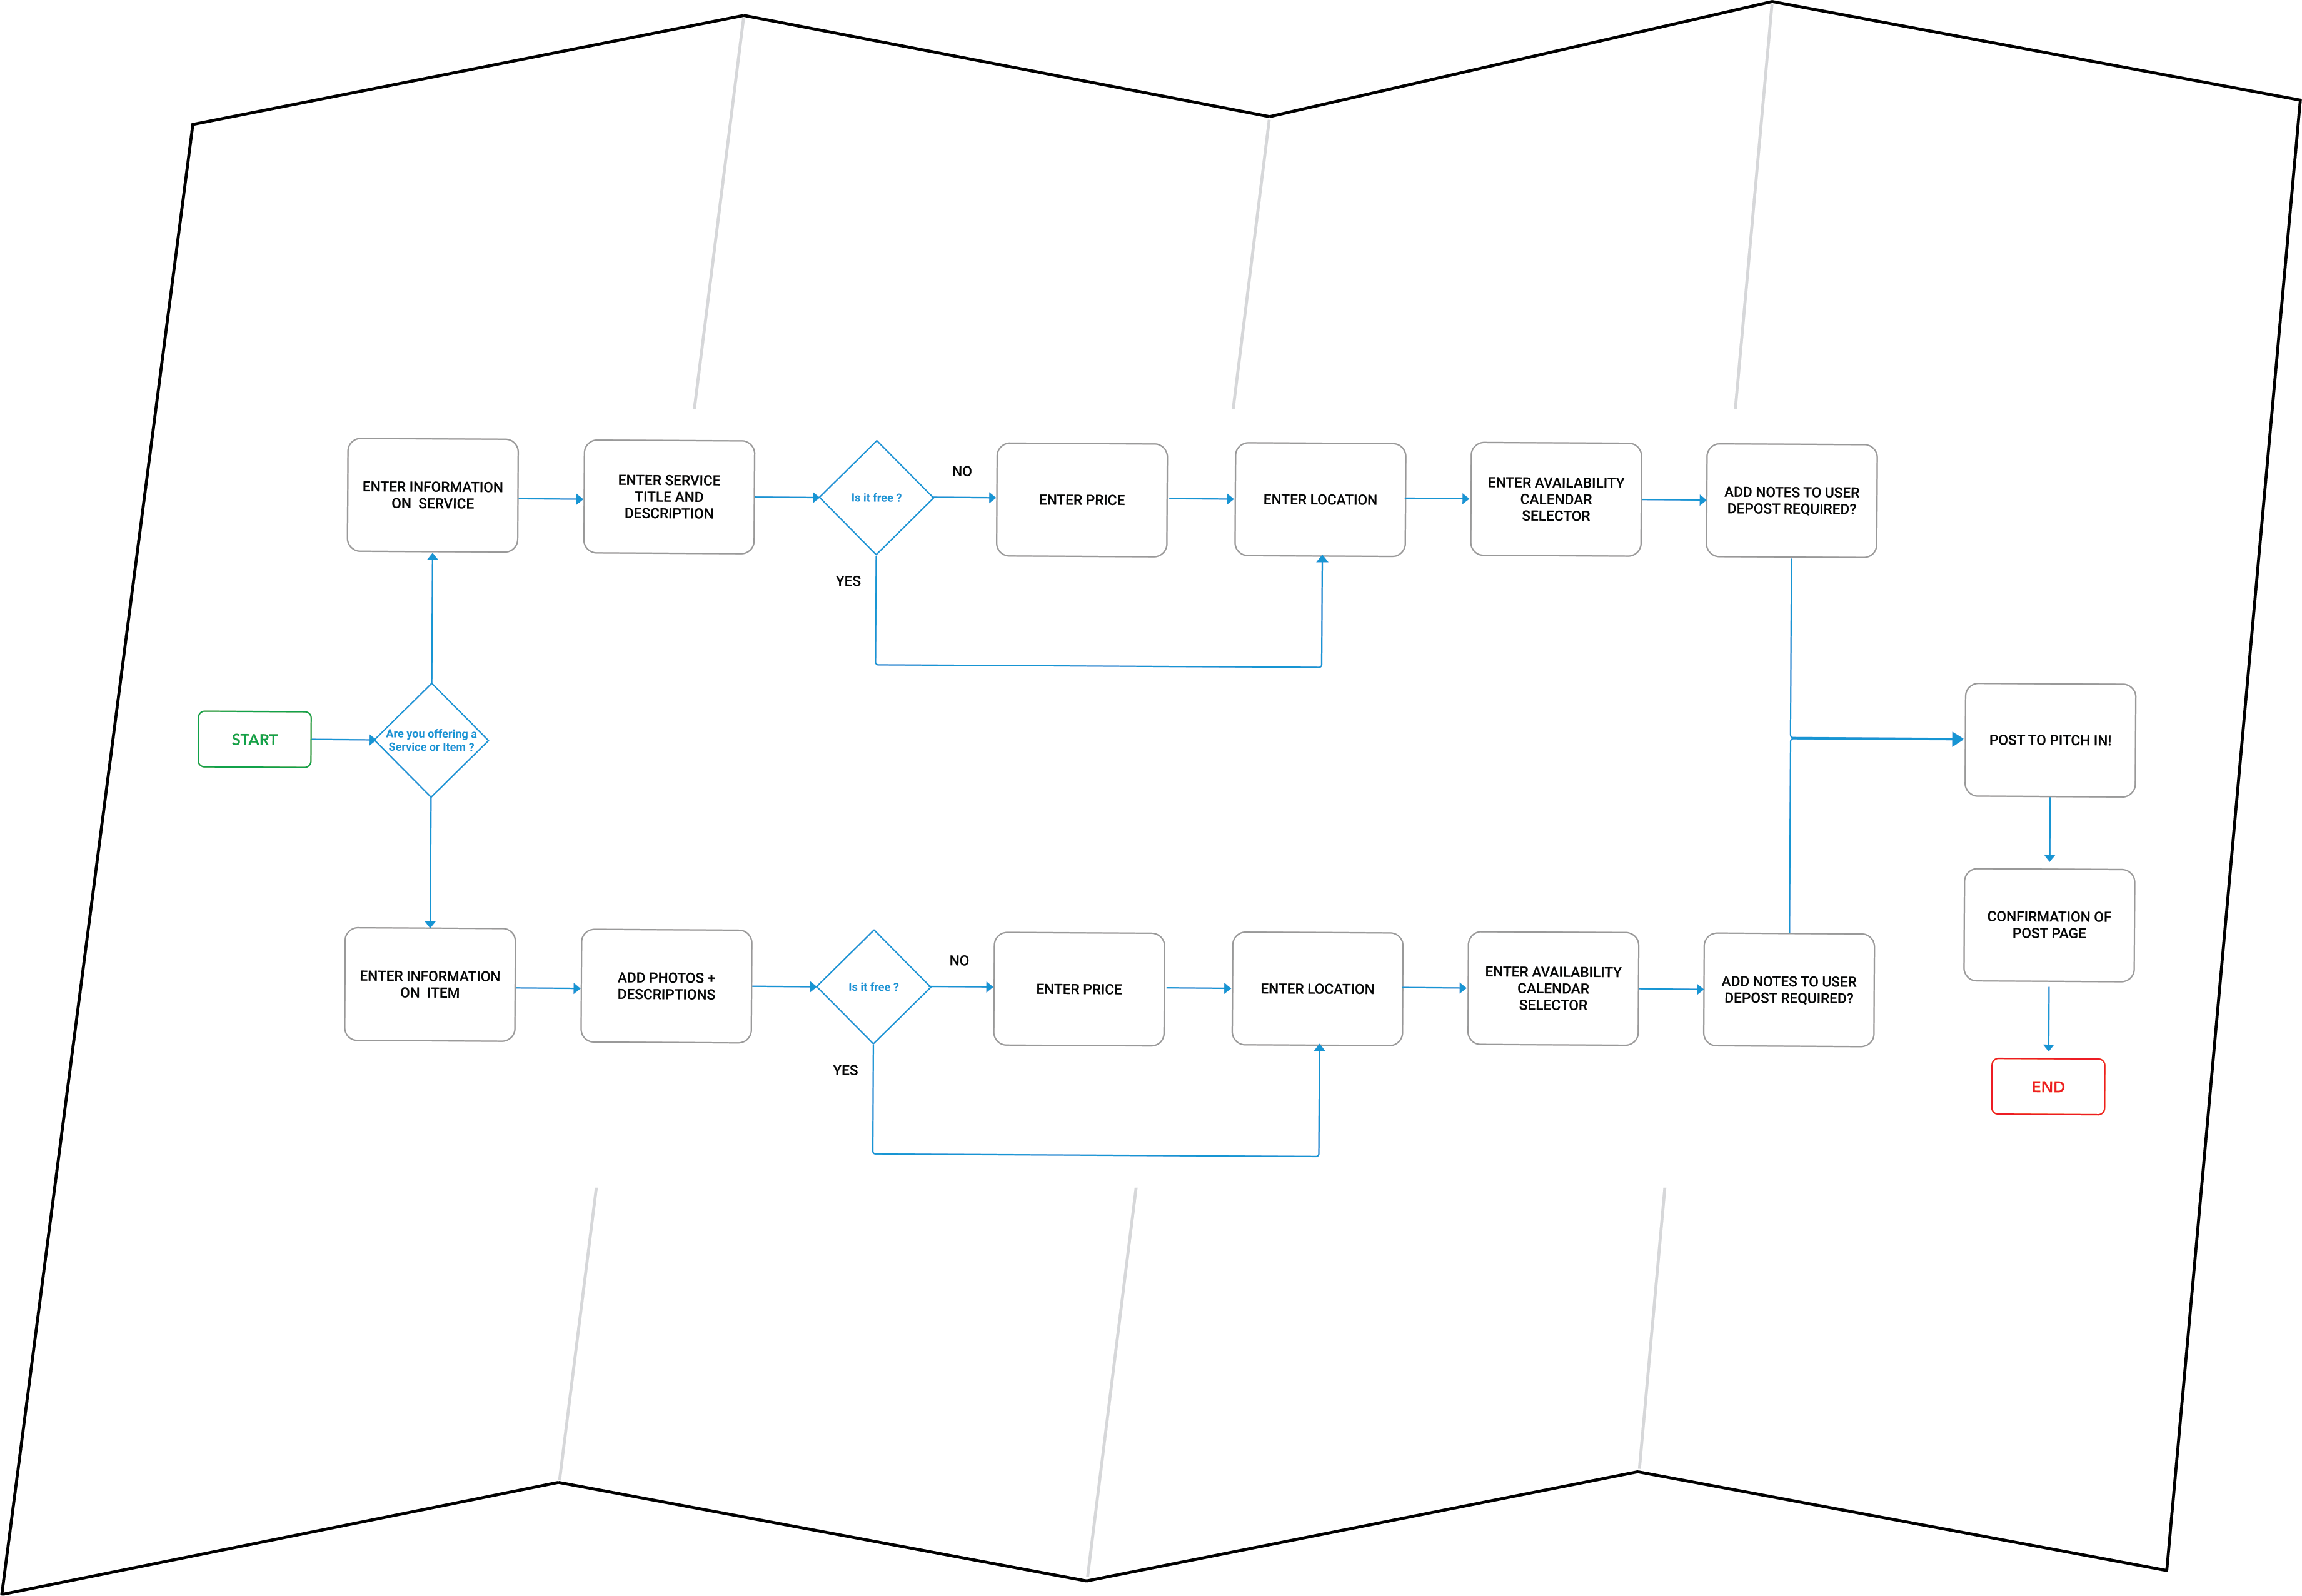 ENTER INFORMATION
ON SERVICE
ENTER SERVICE
TITLE AND
DESCRIPTION
Is it free ?
NO
YES
ENTER PRICE
ENTER LOCATION
ENTER AVAILABILITY
CALENDAR
SELECTOR
ADD NOTES TO USER
DEPOST REQUIRED?
START
Are you offering a
Service or Item ?
POST TO PITCH IN!
CONFIRMATION OF
POST PAGE
END
ENTER INFORMATION
ON ITEM
ADD PHOTOS +
DESCRIPTIONS
Is it free ?
NO
YES
ENTER PRICE
ENTER LOCATION
ENTER AVAILABILITY
CALENDAR
SELECTOR
ADD NOTES TO USER
DEPOST REQUIRED?